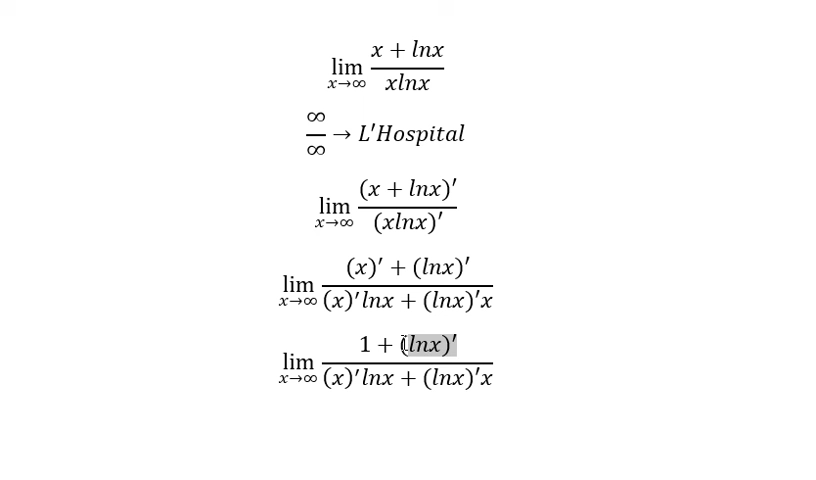 lim x→∞ x + lnx / xlnx
∞ / ∞ → L'Hospital
lim x→∞ (x + lnx)' / (xlnx)'
lim x→∞ (x)' + (lnx)' / (x)'lnx + (lnx)'x
lim x→∞ 1 + (lnx)' / (x)'lnx + (lnx)'x